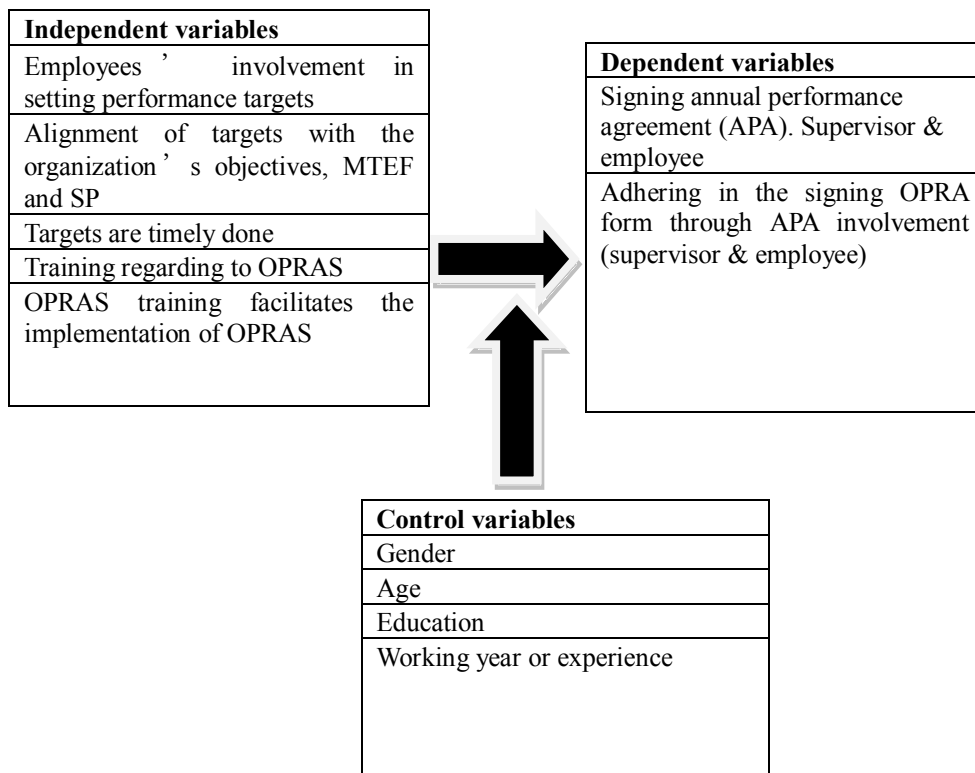 Independent variables
Employees’ involvement in
setting performance targets
Alignment of targets with the
organization’s objectives, MTEF
and SP
Targets are timely done
Training regarding to OPRAS
OPRAS training facilitates the
implementation of OPRAS
Dependent variables
Signing annual performance
agreement (APA). Supervisor &
employee
Adhering in the signing OPRA
form through APA involvement
(supervisor & employee)
Control variables
Gender
Age
Education
Working year or experience